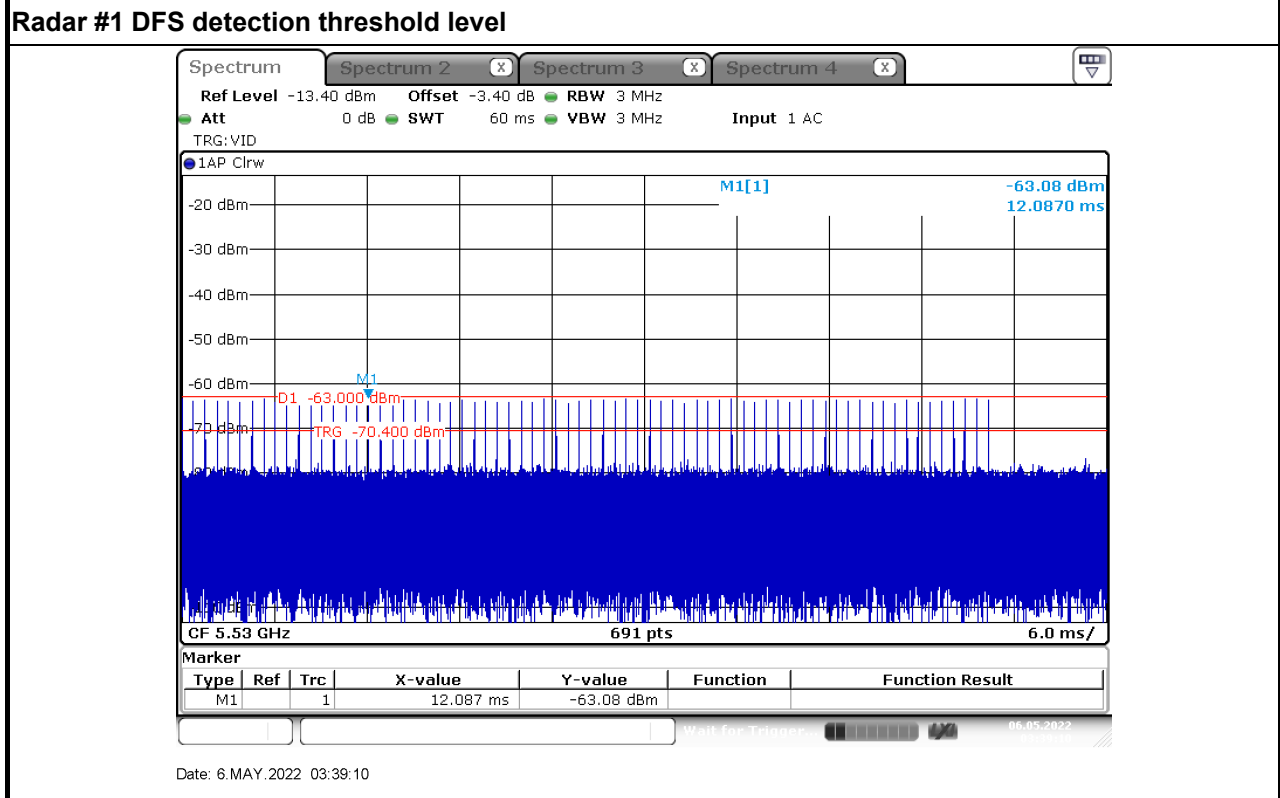 Radar #1 DFS detection threshold level
Spectrum Spectrum 2 X Spectrum 3 X Spectrum 4 X
Ref Level -13.40 dBm Offset -3.40 dB RBW 3 MHz
Att 0 dB SWT 60 ms VBW 3 MHz Input 1 AC
TRG:VID
1AP Clrw
M1[1] -63.08 dBm
12.0870 ms
-20 dBm
-30 dBm
-40 dBm
-50 dBm
-60 dBm
M1
D1 -63.000 dBm
-70 dBm
TRG -70.400 dBm
CF 5.53 GHz 691 pts 6.0 ms/
Marker
Type Ref Trc X-value Y-value Function Function Result
M1 1 12.087 ms -63.08 dBm
Wait for Trigger...
06.05.2022
Date: 6.MAY.2022 03:39:10